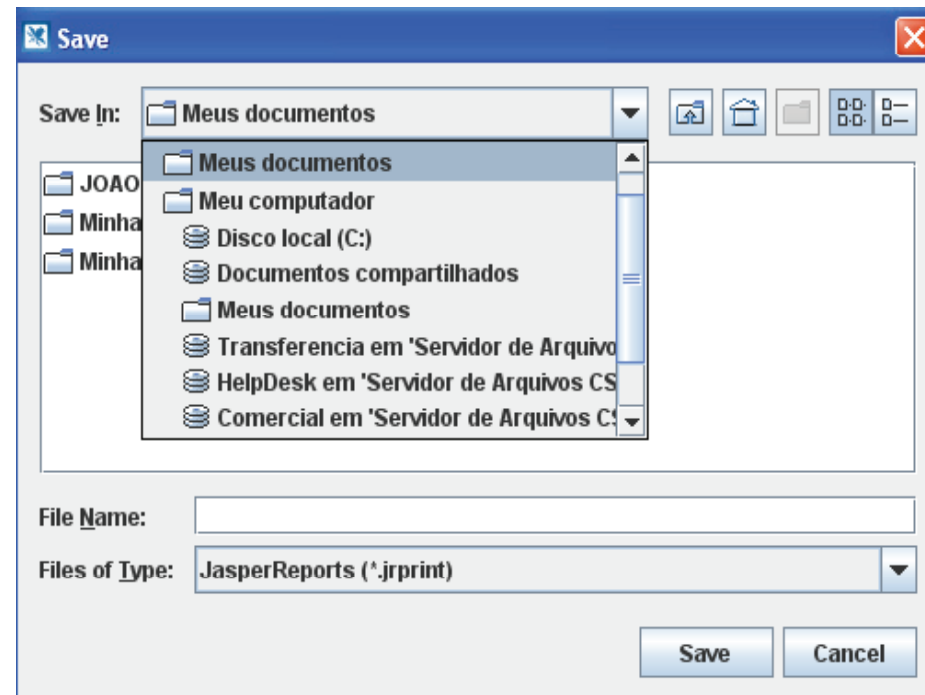 Save
Save In: Meus documentos
Meus documentos
JOAO
Meu computador
Minha
Disco local (C:)
Minha
Documentos compartilhados
Meus documentos
Transferencia em 'Servidor de Arquivo
HelpDesk em 'Servidor de Arquivos CS
Comercial em 'Servidor de Arquivos
File Name:
Files of Type: JasperReports (*.jrprint)
Save Cancel